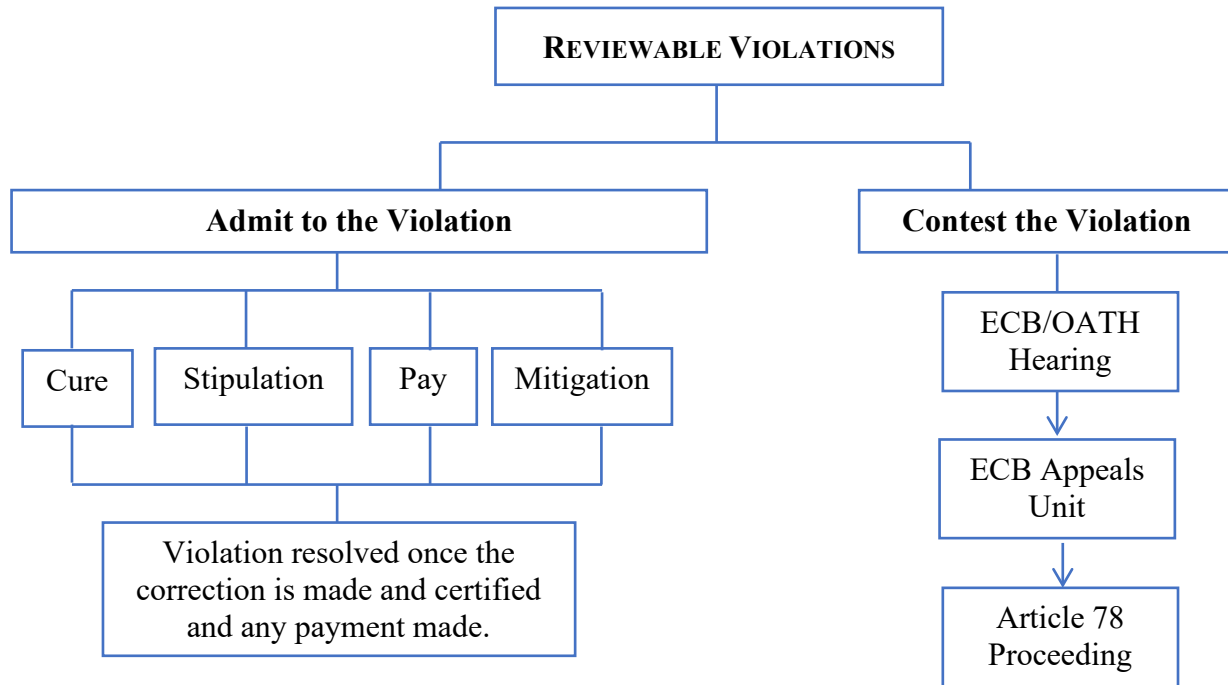 REVIEWABLE VIOLATIONS
Admit to the Violation
Contest the Violation
Cure
Stipulation
Pay
Mitigation
Violation resolved once the
correction is made and certified
and any payment made.
ECB/OATH
Hearing
ECB Appeals
Unit
Article 78
Proceeding